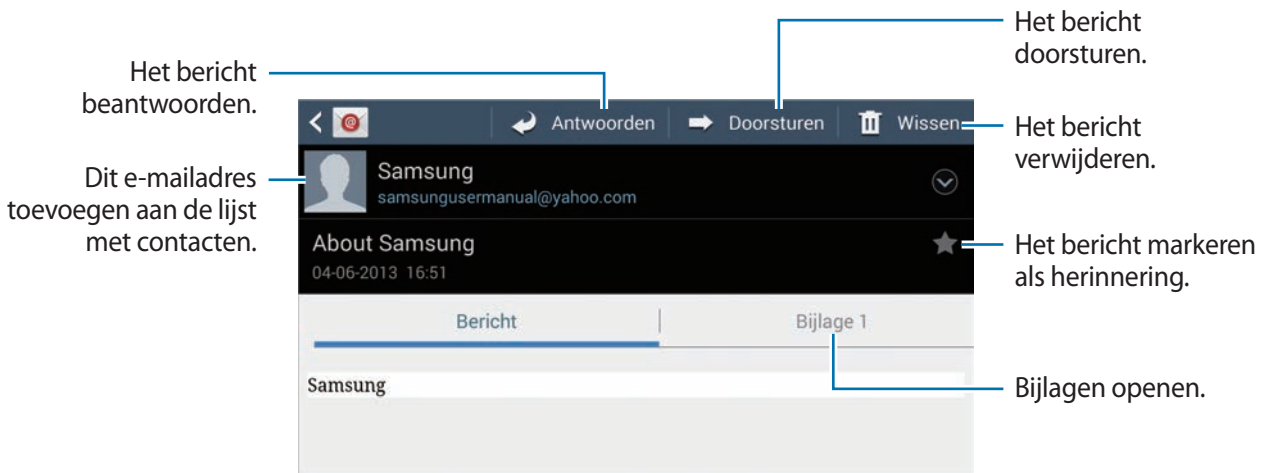 Het bericht
doorsturen.
Het bericht
beantwoorden.
Antwoorden
Doorsturen
Wissen
Het bericht
verwijderen.
Dit e-mailadres
toevoegen aan de lijst
met contacten.
Samsung
samsungusermanual@yahoo.com
About Samsung
04-06-2013 16:51
Het bericht markeren
als herinnering.
Bericht
Bijlage 1
Samsung
Bijlagen openen.